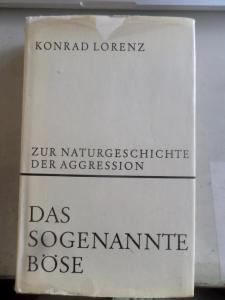 KONRAD LORENZ
ZUR NATURGESCHICHTE
DER AGGRESSION
DAS
SOGENANNTE
BÖSE